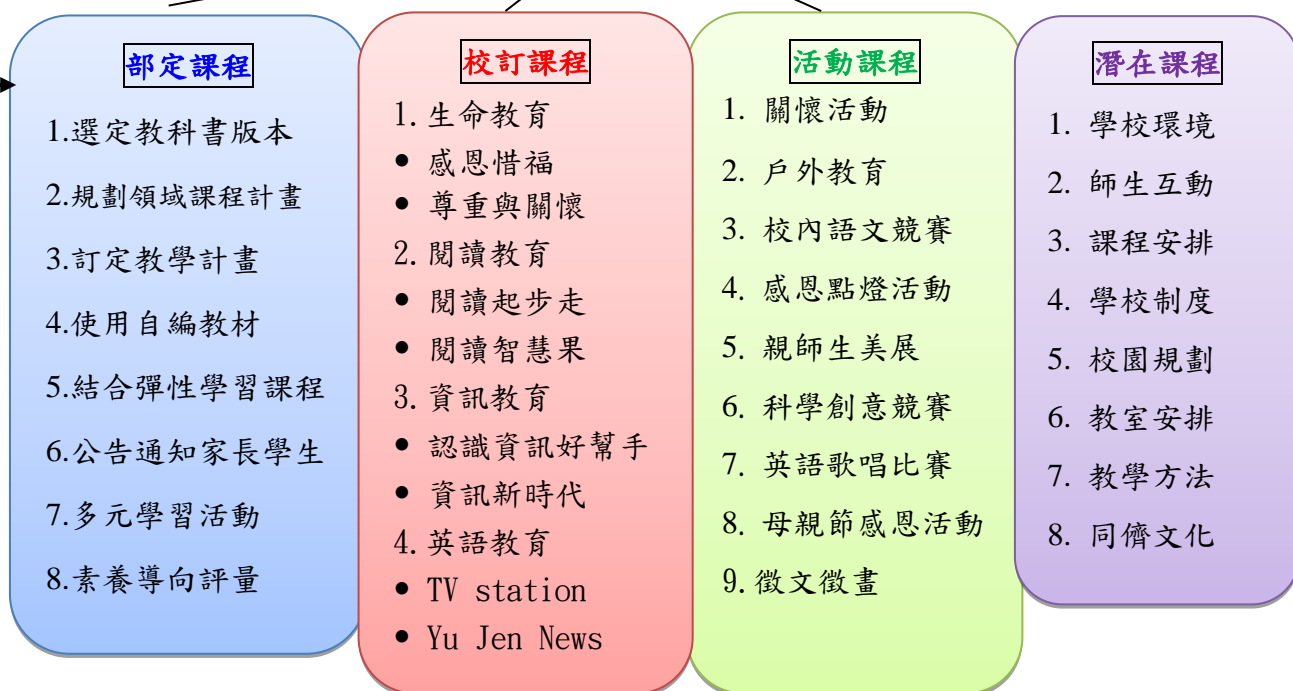 部定課程
1.選定教科書版本
2.規劃領域課程計畫
3.訂定教學計畫
4.使用自編教材
5.結合彈性學習課程
6.公告通知家長學生
7.多元學習活動
8.素養導向評量
校訂課程
1.生命教育
• 感恩惜福
• 尊重與關懷
2.閱讀教育
• 閱讀起步走
• 閱讀智慧果
3.資訊教育
• 認識資訊好幫手
• 資訊新時代
4.英語教育
• TV station
• Yu Jen News
活動課程
1. 關懷活動
2. 戶外教育
3. 校內語文競賽
4. 感恩點燈活動
5. 親師生美展
6. 科學創意競賽
7. 英語歌唱比賽
8. 母親節感恩活動
9.徵文徵畫
潛在課程
1. 學校環境
2. 師生互動
3. 課程安排
4. 學校制度
5. 校園規劃
6. 教室安排
7. 教學方法
8. 同儕文化